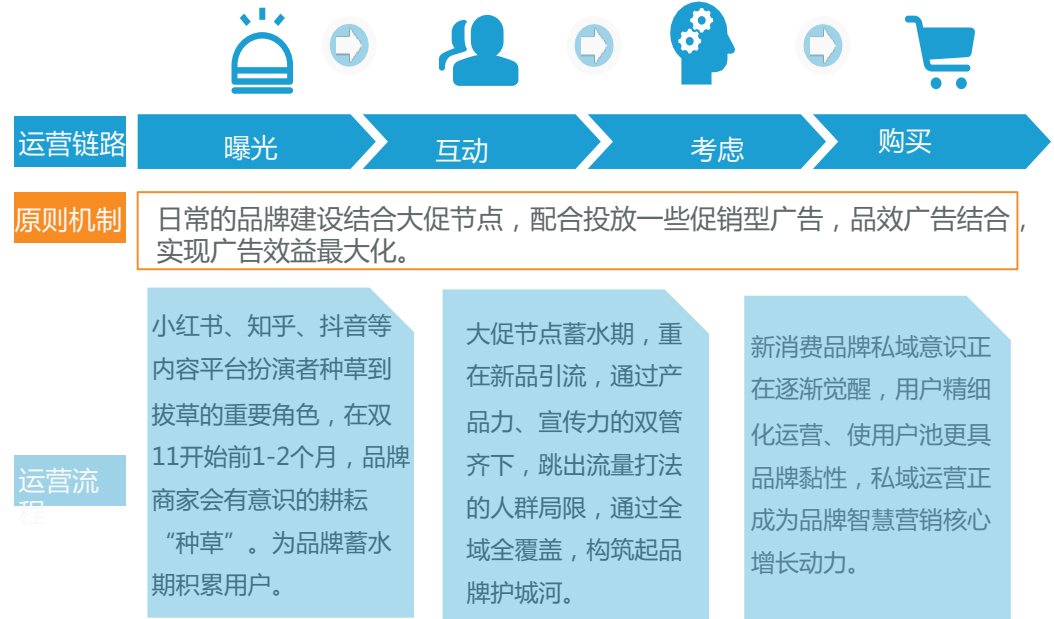 运营链路
曝光
互动
考虑
购买
原则机制
日常的品牌建设结合大促节点，配合投放一些促销型广告，品效广告结合，
实现广告效益最大化。
运营流
程
小红书、知乎、抖音等
内容平台扮演者种草到
拔草的重要角色，在双
11开始前1-2个月，品牌
商家会有意识的耕耘
“种草”。为品牌蓄水
期积累用户。
大促节点蓄水期，重
在新品引流，通过产
品力、宣传力的双管
齐下，跳出流量打法
的人群局限，通过全
域全覆盖，构筑起品
牌护城河。
新消费品牌私域意识正
在逐渐觉醒，用户精细
化运营、使用户池更具
品牌黏性，私域运营正
成为品牌智慧营销核心
增长动力。